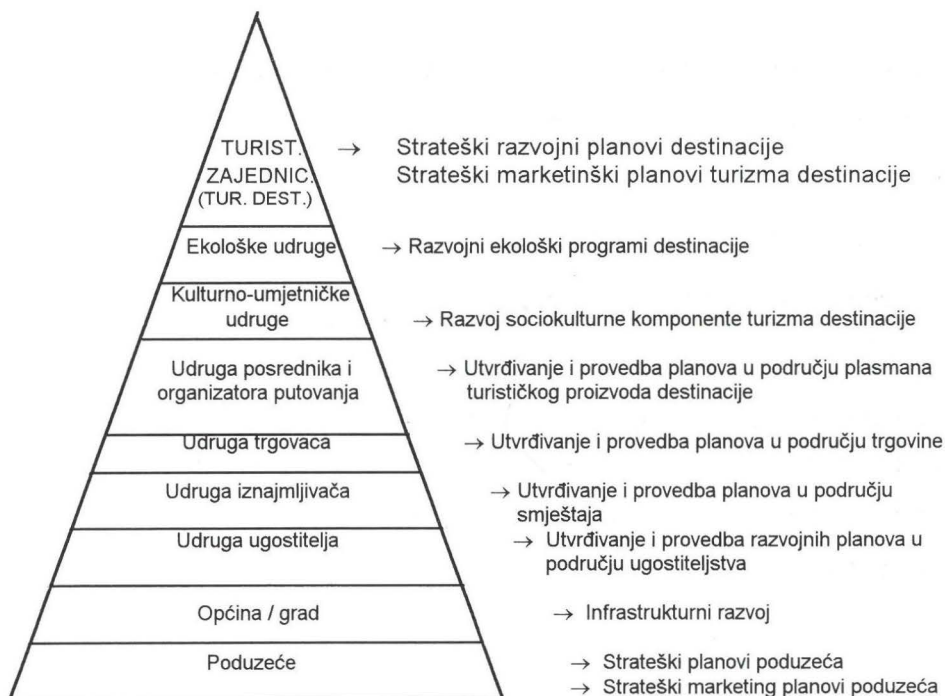 TURIST. → Strateški razvojni planovi destinacije
ZAJEDNIC. Strateški marketinški planovi turizma destinacije
(TUR. DEST.)
Ekološke udruge → Razvojni ekološki programi destinacije
Kulturno-umjetničke
udruge → Razvoj sociokulturne komponente turizma destinacije
Udruga posrednika i → Utvrđivanje i provedba planova u području plasmana
organizatora putovanja turističkog proizvoda destinacije
Udruga trgovaca → Utvrđivanje i provedba planova u području trgovine
Udruga iznajmljivača → Utvrđivanje i provedba planova u području
smještaja
Udruga ugostitelja → Utvrđivanje i provedba razvojnih planova u
području ugostiteljstva
Općina / grad → Infrastrukturni razvoj
Poduzeće → Strateški planovi poduzeća
→ Strateški marketing planovi poduzeća